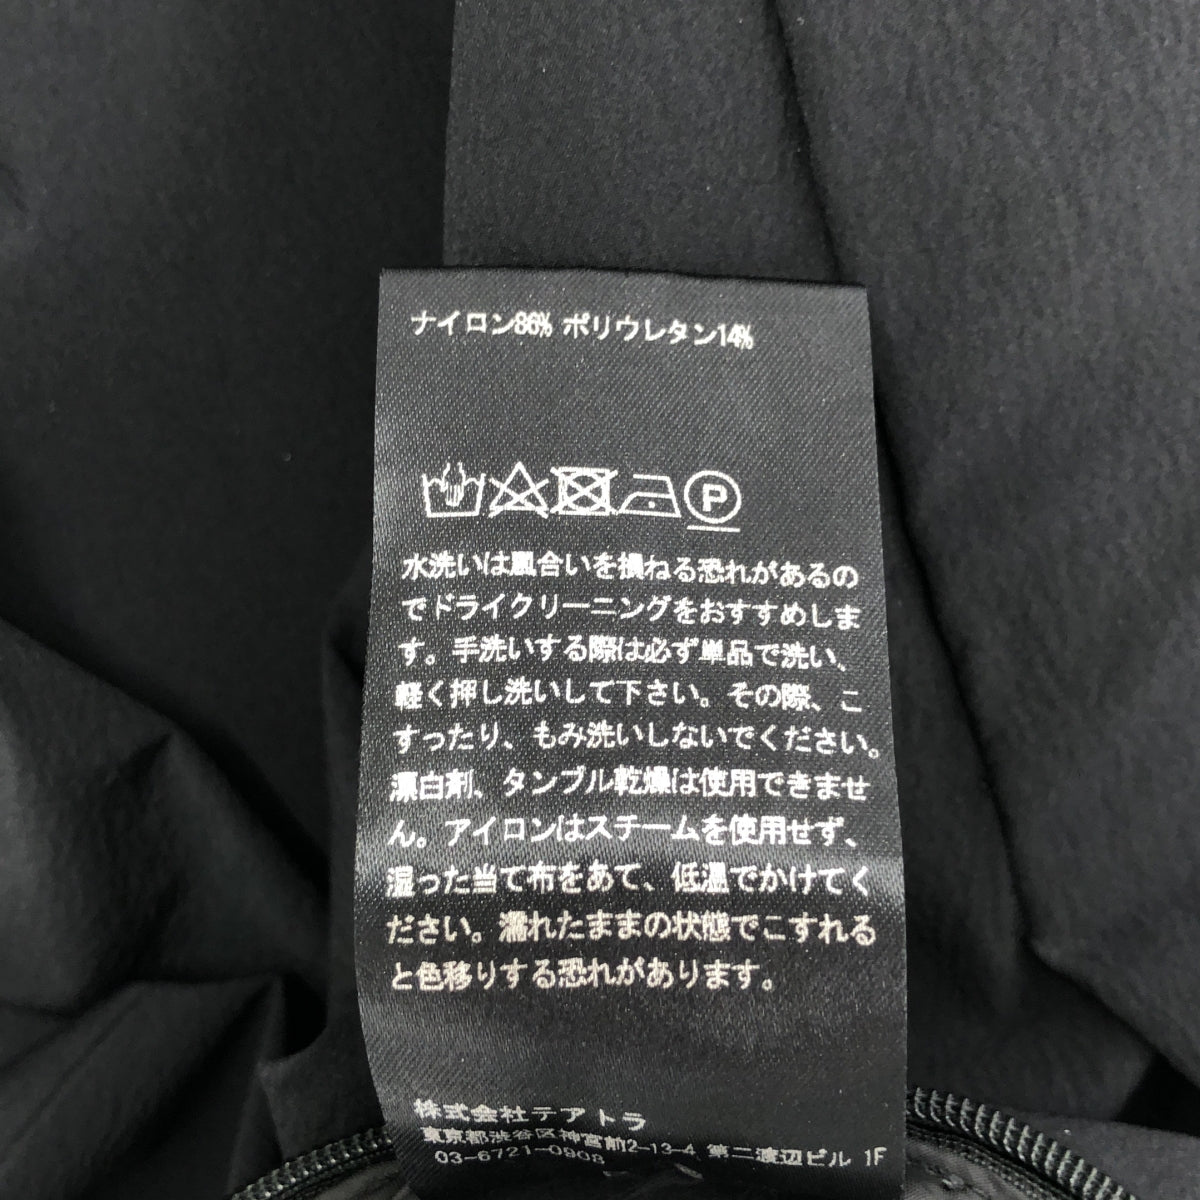 ナイロン86% ポリウレタン14%
P
水洗いは風合いを損ねる恐れがあるの
でドライクリーニングをおすすめしま
す。手洗いする際は必ず単品で洗い、
軽く押し洗いして下さい。その際、こ
すったり、もみ洗いしないでください。
漂白剤、タンブル乾燥は使用できませ
ん。アイロンはスチームを使用せず、
湿った当て布をあて、低温でかけてく
ださい。濡れたままの状態でこすれる
と色移りする恐れがあります。
株式会社テアトラ
東京都渋谷区神宮前2-13-4 第二渡辺ビル 1F
03-6721-0908